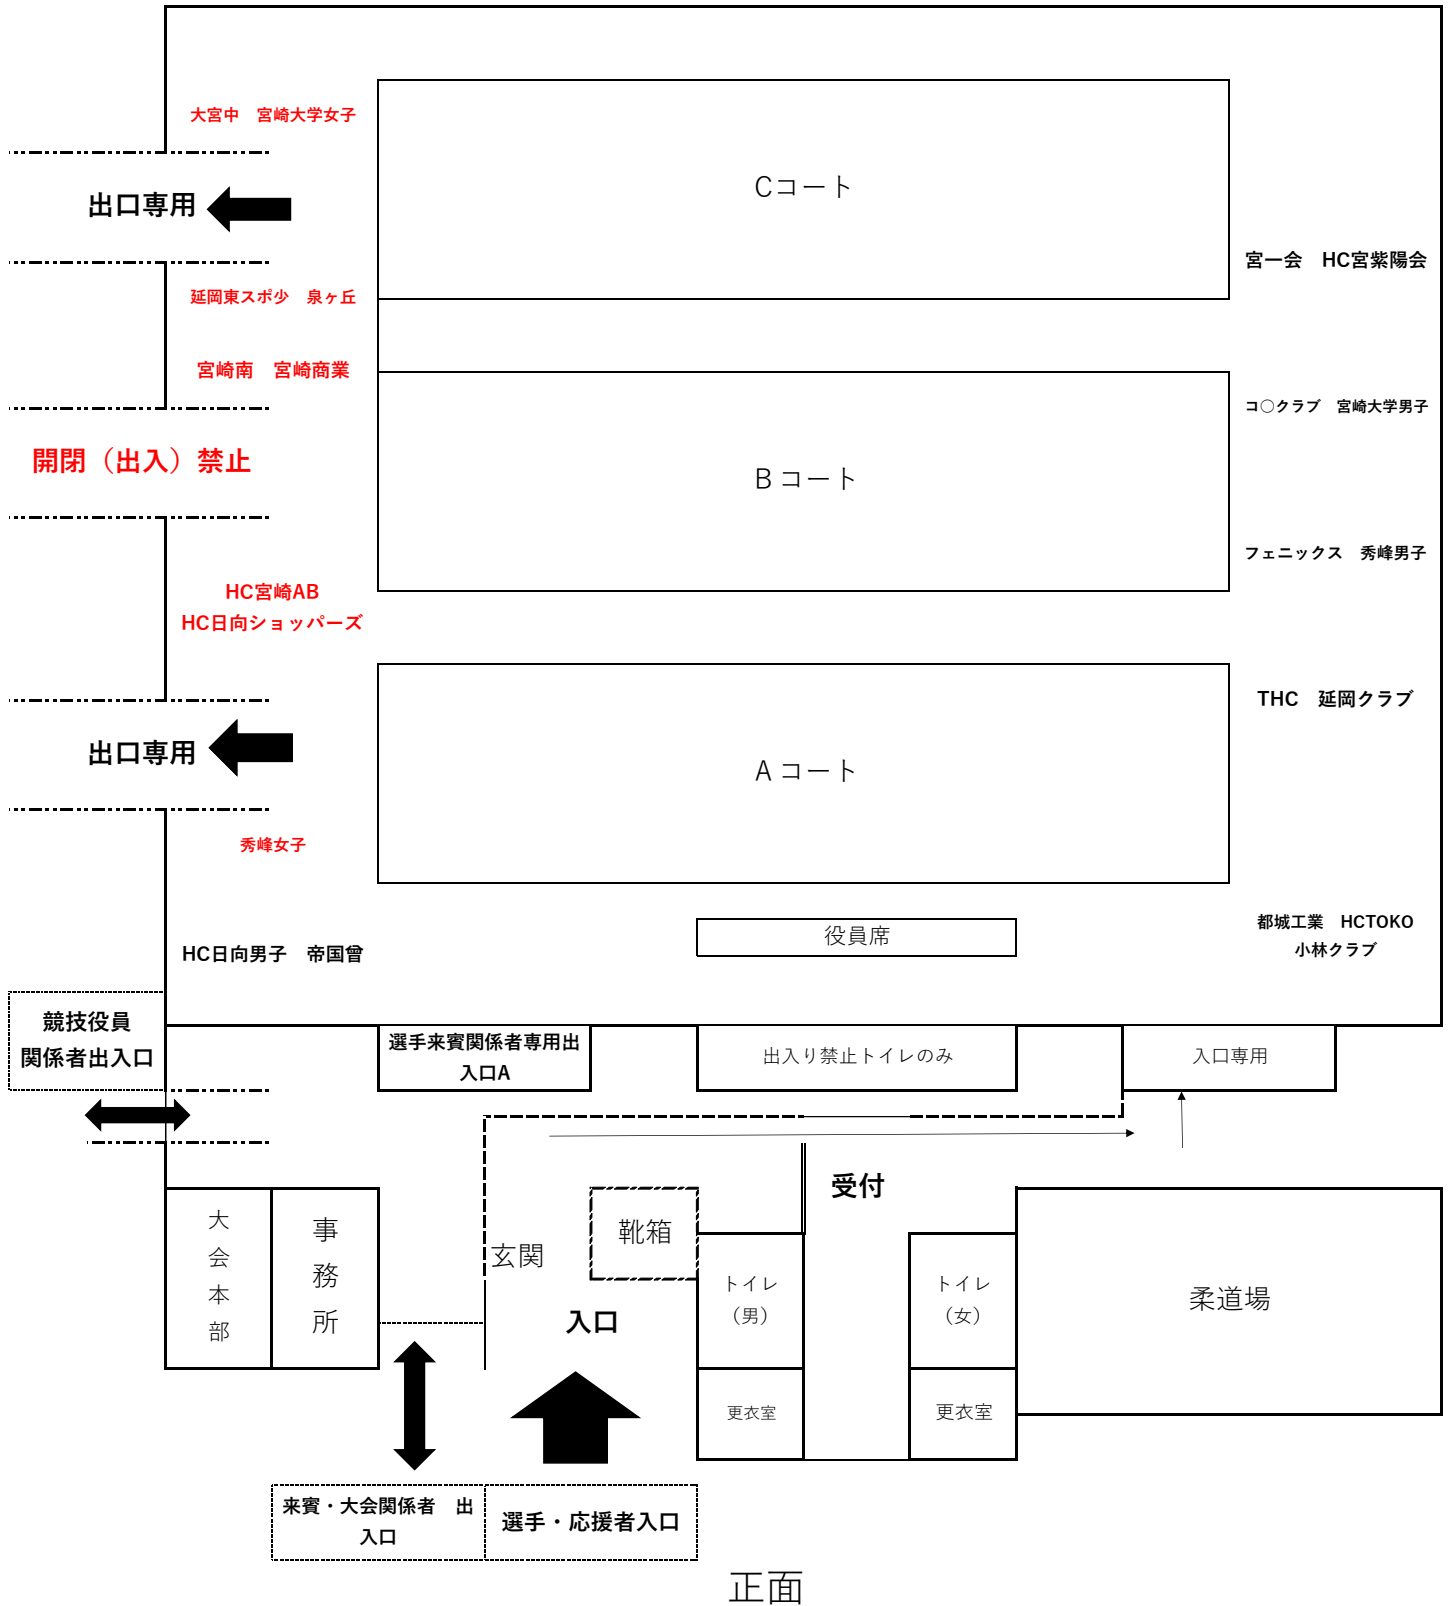 大宮中　宮崎大学女子
Cコート
出口専用
宮一会　HC宮紫陽会
延岡東スポ少　泉ヶ丘
宮崎南　宮崎商業
コ〇クラブ　宮崎大学男子
開閉（出入）禁止
Bコート
フェニックス　秀峰男子
HC宮崎AB
HC日向ショッパーズ
THC　延岡クラブ
出口専用
Aコート
秀峰女子
都城工業　HCTOKO
小林クラブ
役員席
HC日向男子　帝国曾
競技役員
関係者出入口
選手来賓関係者専用出
入口A
出入り禁止トイレのみ
入口専用
受付
大会本部
事務所
玄関
靴箱
トイレ
（男）
トイレ
（女）
柔道場
入口
更衣室
更衣室
来賓・大会関係者　出
入口
選手・応援者入口
正面